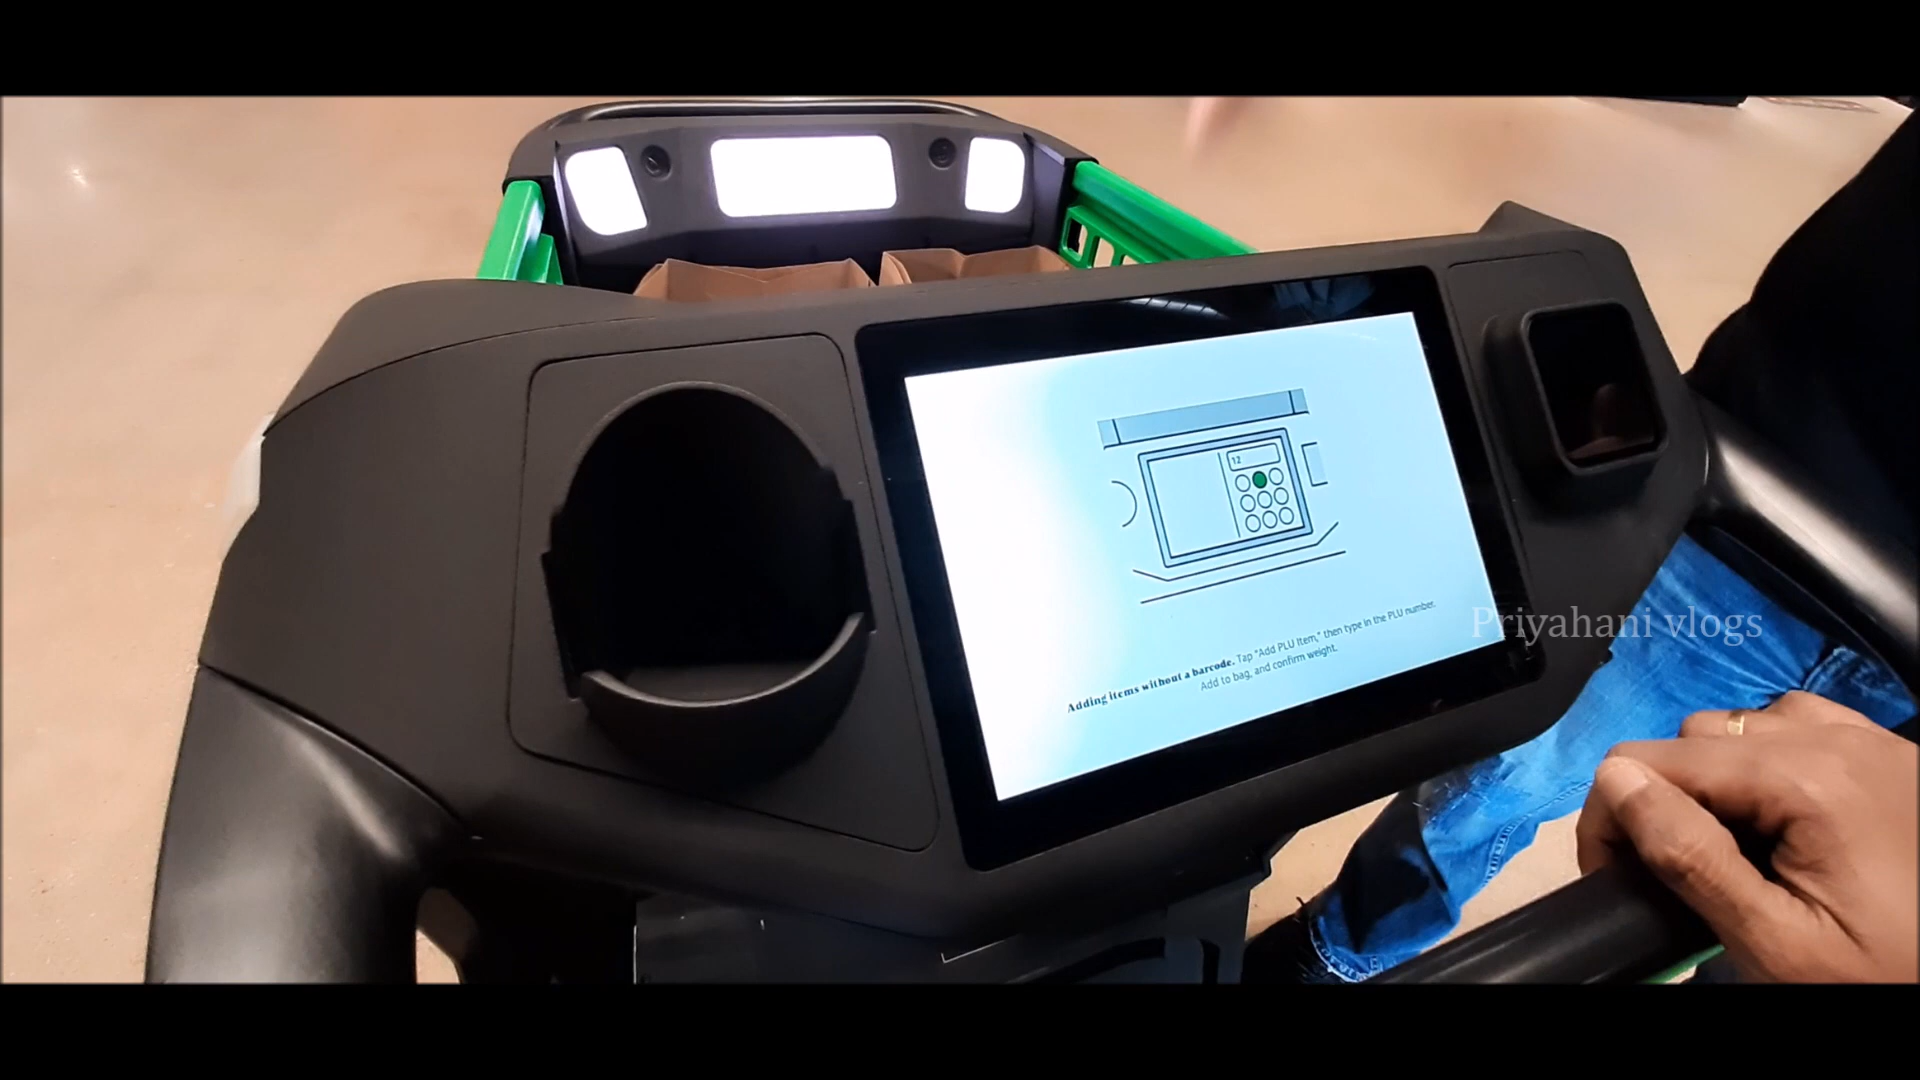 12
Adding items without a barcode. Tap "Add PLU Item," then type in the PLU number.
Add to bag, and confirm weight.
Priyahani vlogs